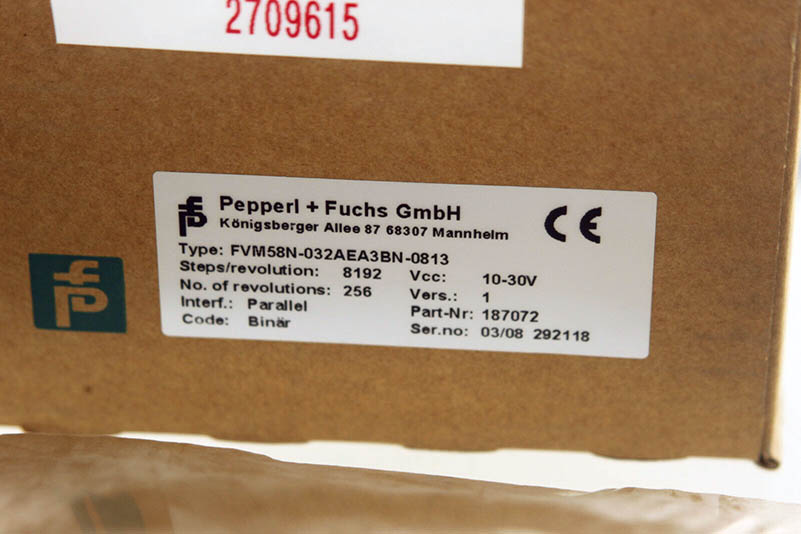 2709615
Pepperl + Fuchs GmbH
Königsberger Allee 87 68307 Mannhelm
CE
Type: FVM58N-032AEA3BN-0813
Steps/revolution: 8192 Vcc: 10-30V
No. of revolutions: 256 Vers.: 1
Interf.: Parallel Part-Nr: 187072
Code: Binär Ser.no: 03/08 292118